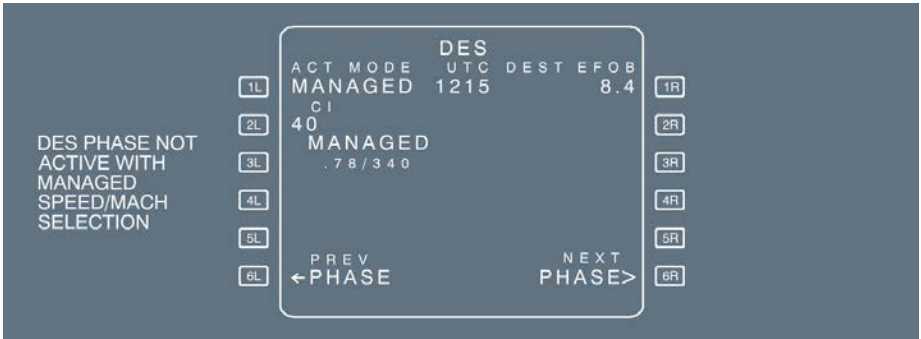 DES
ACT MODE UTC DEST EFOB
1L MANAGED 1215 8.4 1R
CI
2L 40 2R
MANAGED
3L .78/340 3R
4L 4R
5L 5R
PREV NEXT
6L ←PHASE PHASE> 6R
DES PHASE NOT
ACTIVE WITH
MANAGED
SPEED/MACH
SELECTION